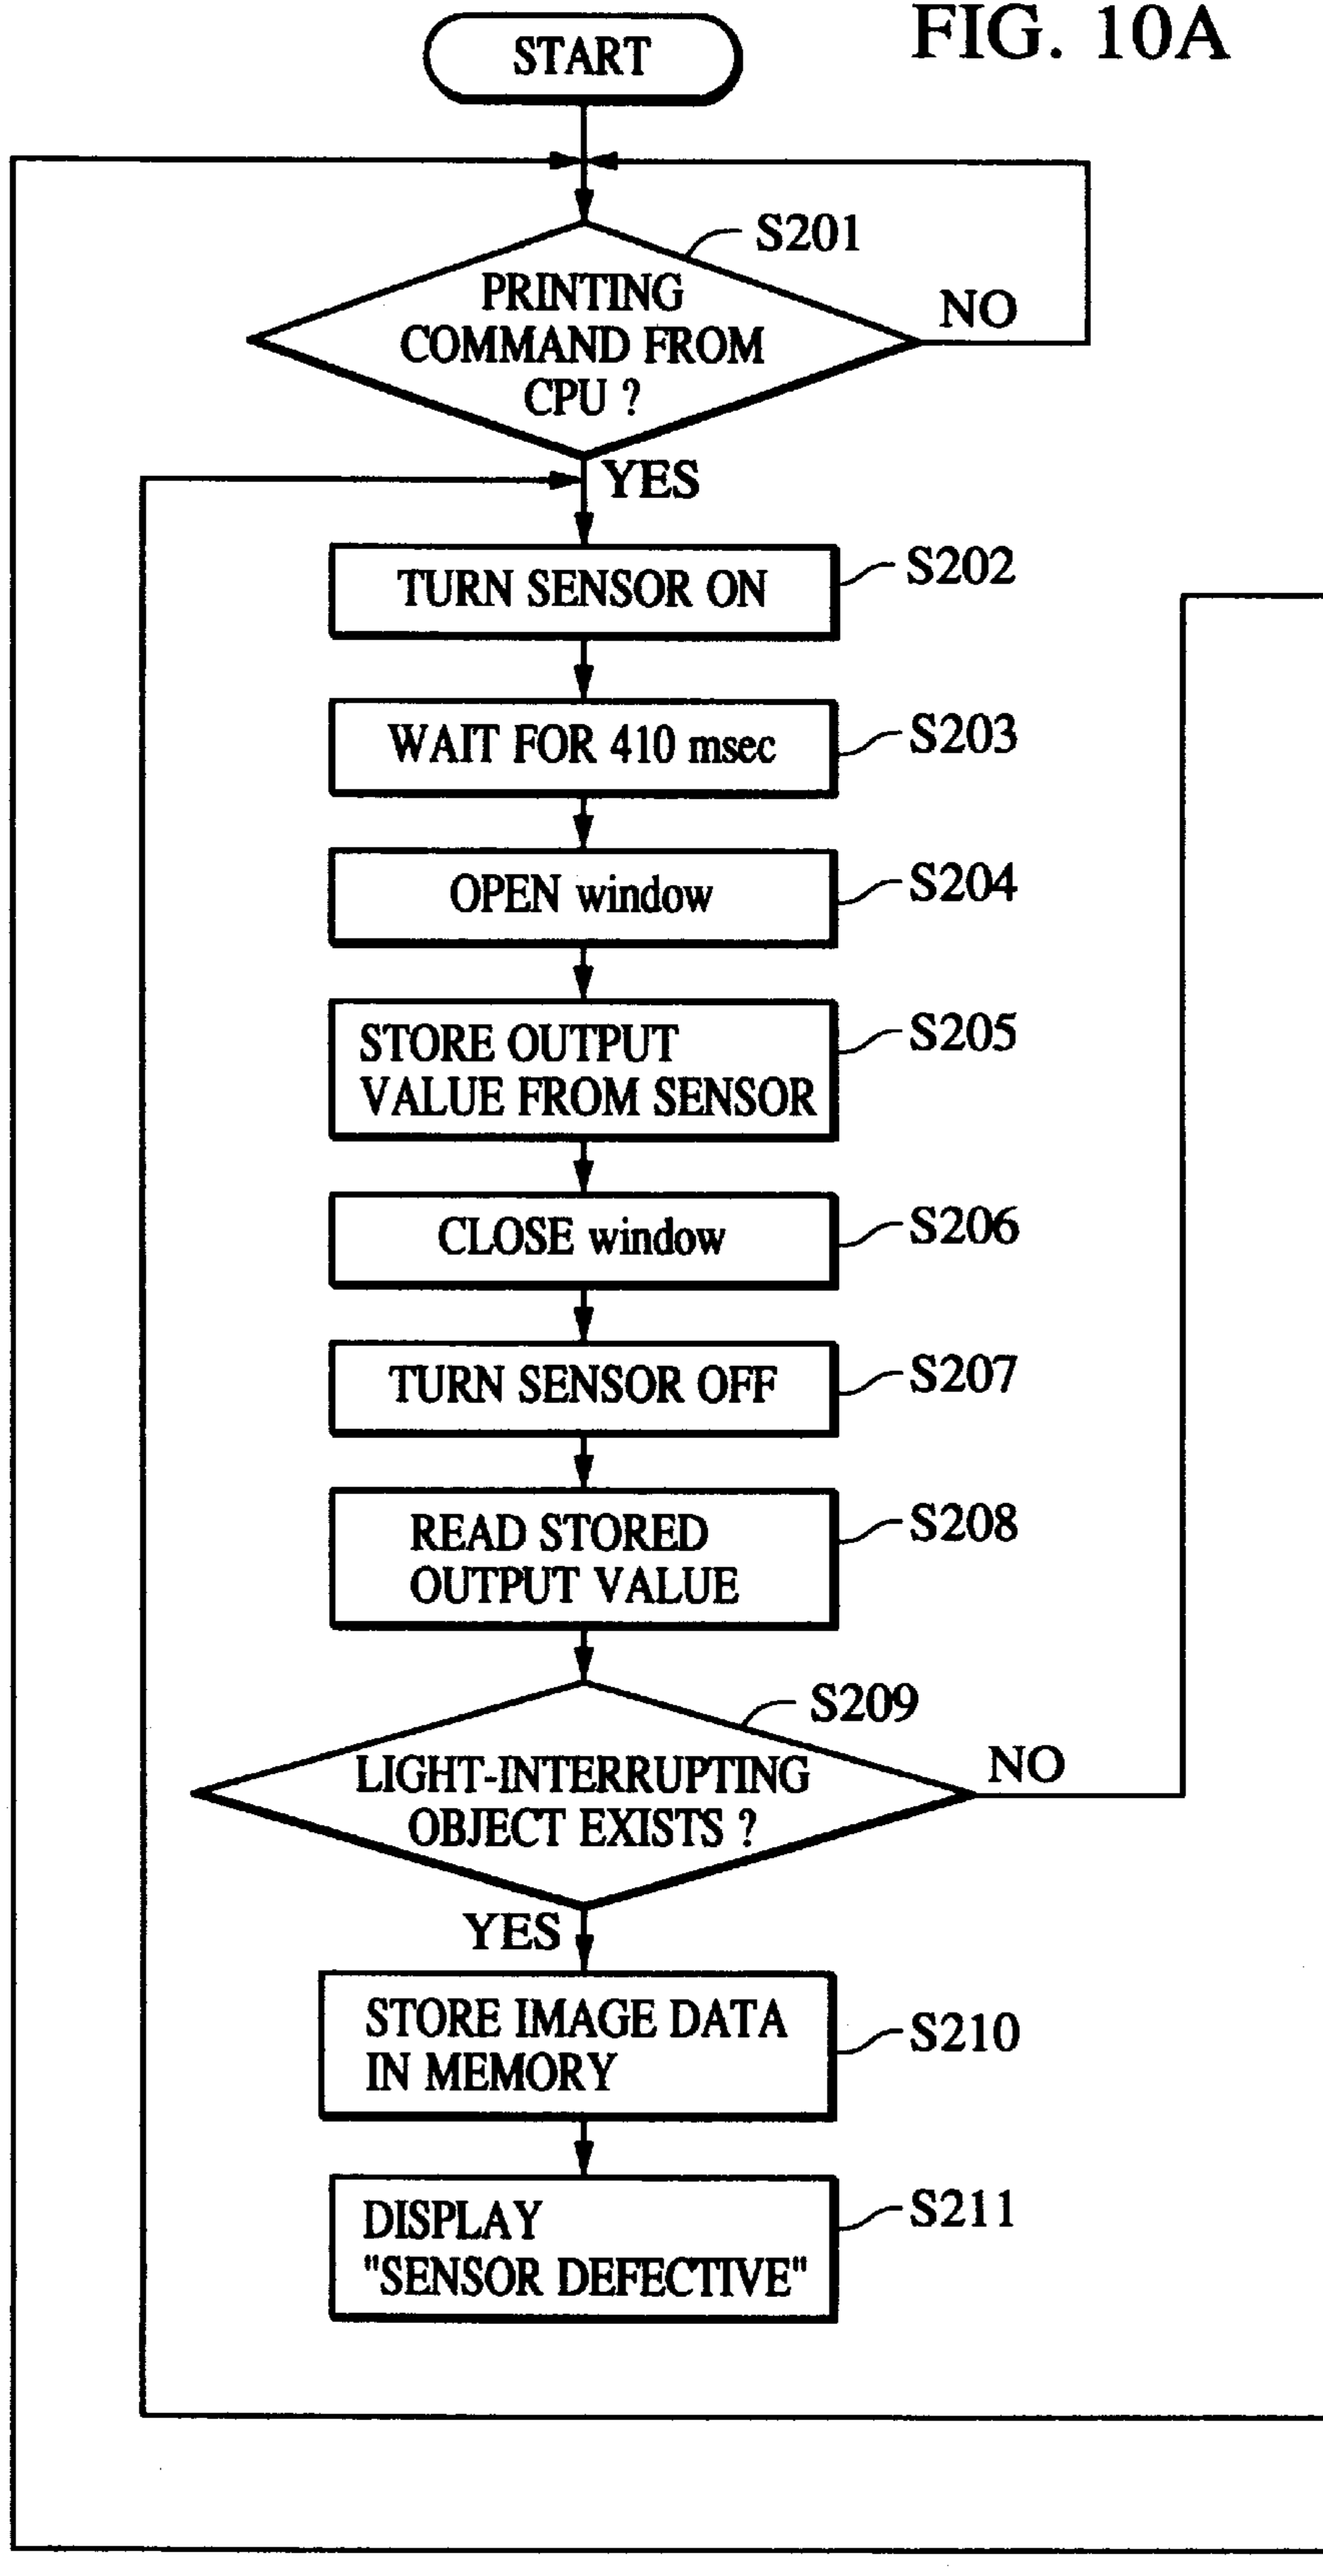 FIG. 10A
START
S201
PRINTING
COMMAND FROM
CPU ?
NO
YES
TURN SENSOR ON
S202
WAIT FOR 410 msec
S203
OPEN window
S204
STORE OUTPUT
VALUE FROM SENSOR
S205
CLOSE window
S206
TURN SENSOR OFF
S207
READ STORED
OUTPUT VALUE
S208
S209
LIGHT-INTERRUPTING
OBJECT EXISTS ?
NO
YES
STORE IMAGE DATA
IN MEMORY
S210
DISPLAY
"SENSOR DEFECTIVE"
S211